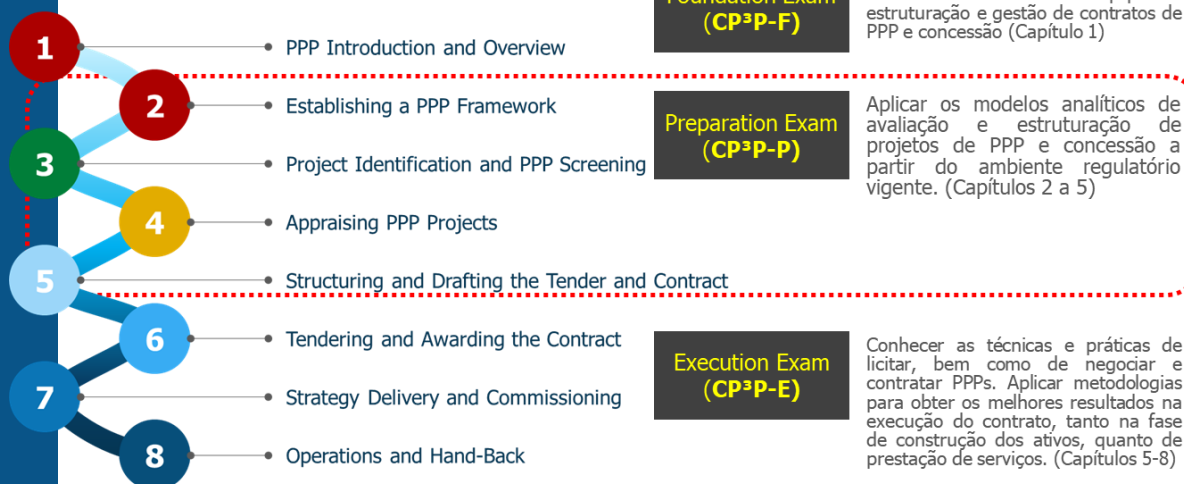 1
PPP Introduction and Overview
Foundation Exam
(CP³P-F)
estruturação e gestão de contratos de
PPP e concessão (Capítulo 1)
2
Establishing a PPP Framework
3
Project Identification and PPP Screening
4
Appraising PPP Projects
5
Structuring and Drafting the Tender and Contract
Preparation Exam
(CP³P-P)
Aplicar os modelos analíticos de
avaliação e estruturação de
projetos de PPP e concessão a
partir do ambiente regulatório
vigente. (Capítulos 2 a 5)
6
Tendering and Awarding the Contract
7
Strategy Delivery and Commissioning
8
Operations and Hand-Back
Execution Exam
(CP³P-E)
Conhecer as técnicas e práticas de
licitar, bem como de negociar e
contratar PPPs. Aplicar metodologias
para obter os melhores resultados na
execução do contrato, tanto na fase
de construção dos ativos, quanto de
prestação de serviços. (Capítulos 5-8)